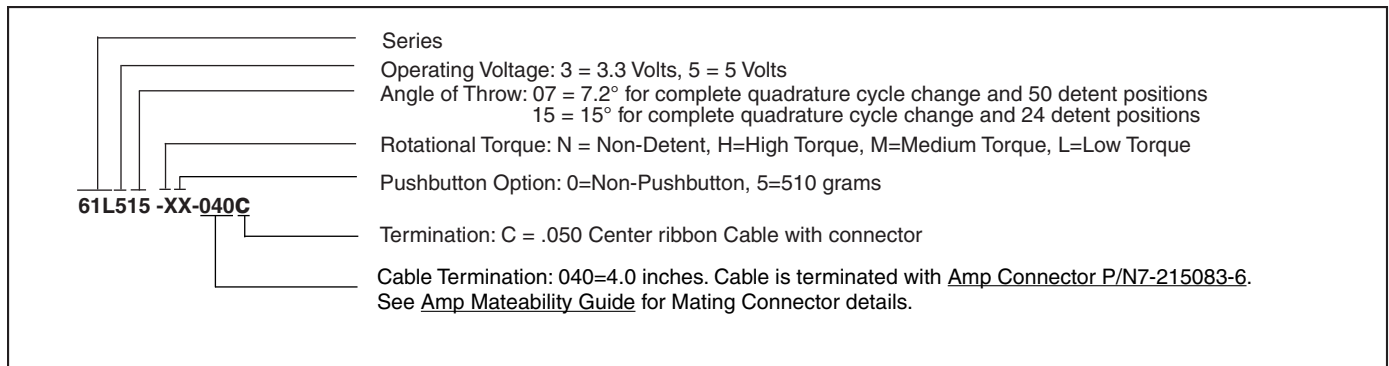 Series
Operating Voltage: 3 = 3.3 Volts, 5 = 5 Volts
Angle of Throw: 07 = 7.2° for complete quadrature cycle change and 50 detent positions
15 = 15° for complete quadrature cycle change and 24 detent positions
Rotational Torque: N = Non-Detent, H=High Torque, M=Medium Torque, L=Low Torque
Pushbutton Option: 0=Non-Pushbutton, 5=510 grams
61L515 -XX-040C
Termination: C = .050 Center ribbon Cable with connector
Cable Termination: 040=4.0 inches. Cable is terminated with Amp Connector P/N7-215083-6.
See Amp Mateability Guide for Mating Connector details.